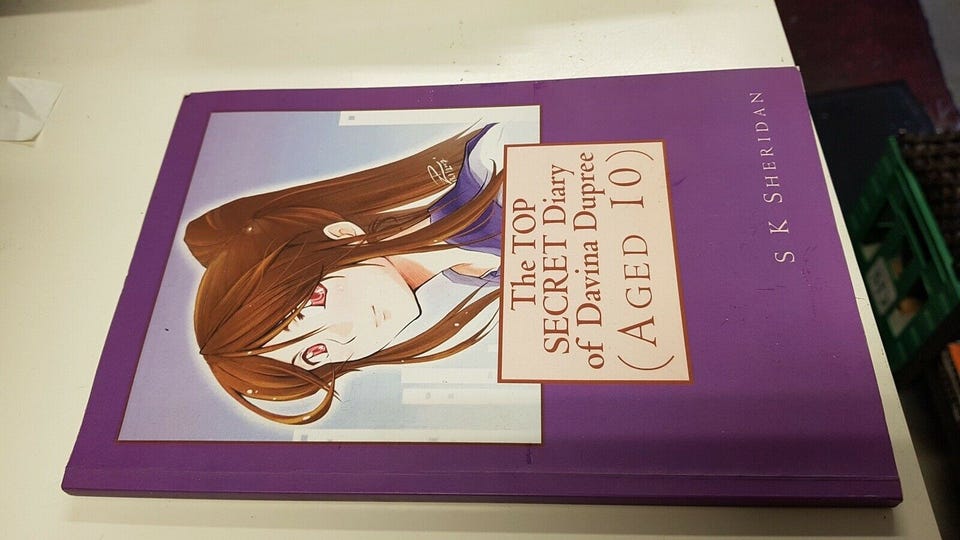 The TOP
SECRET Diary
of Davina Dupree
(AGED 10)
S K SHERIDAN